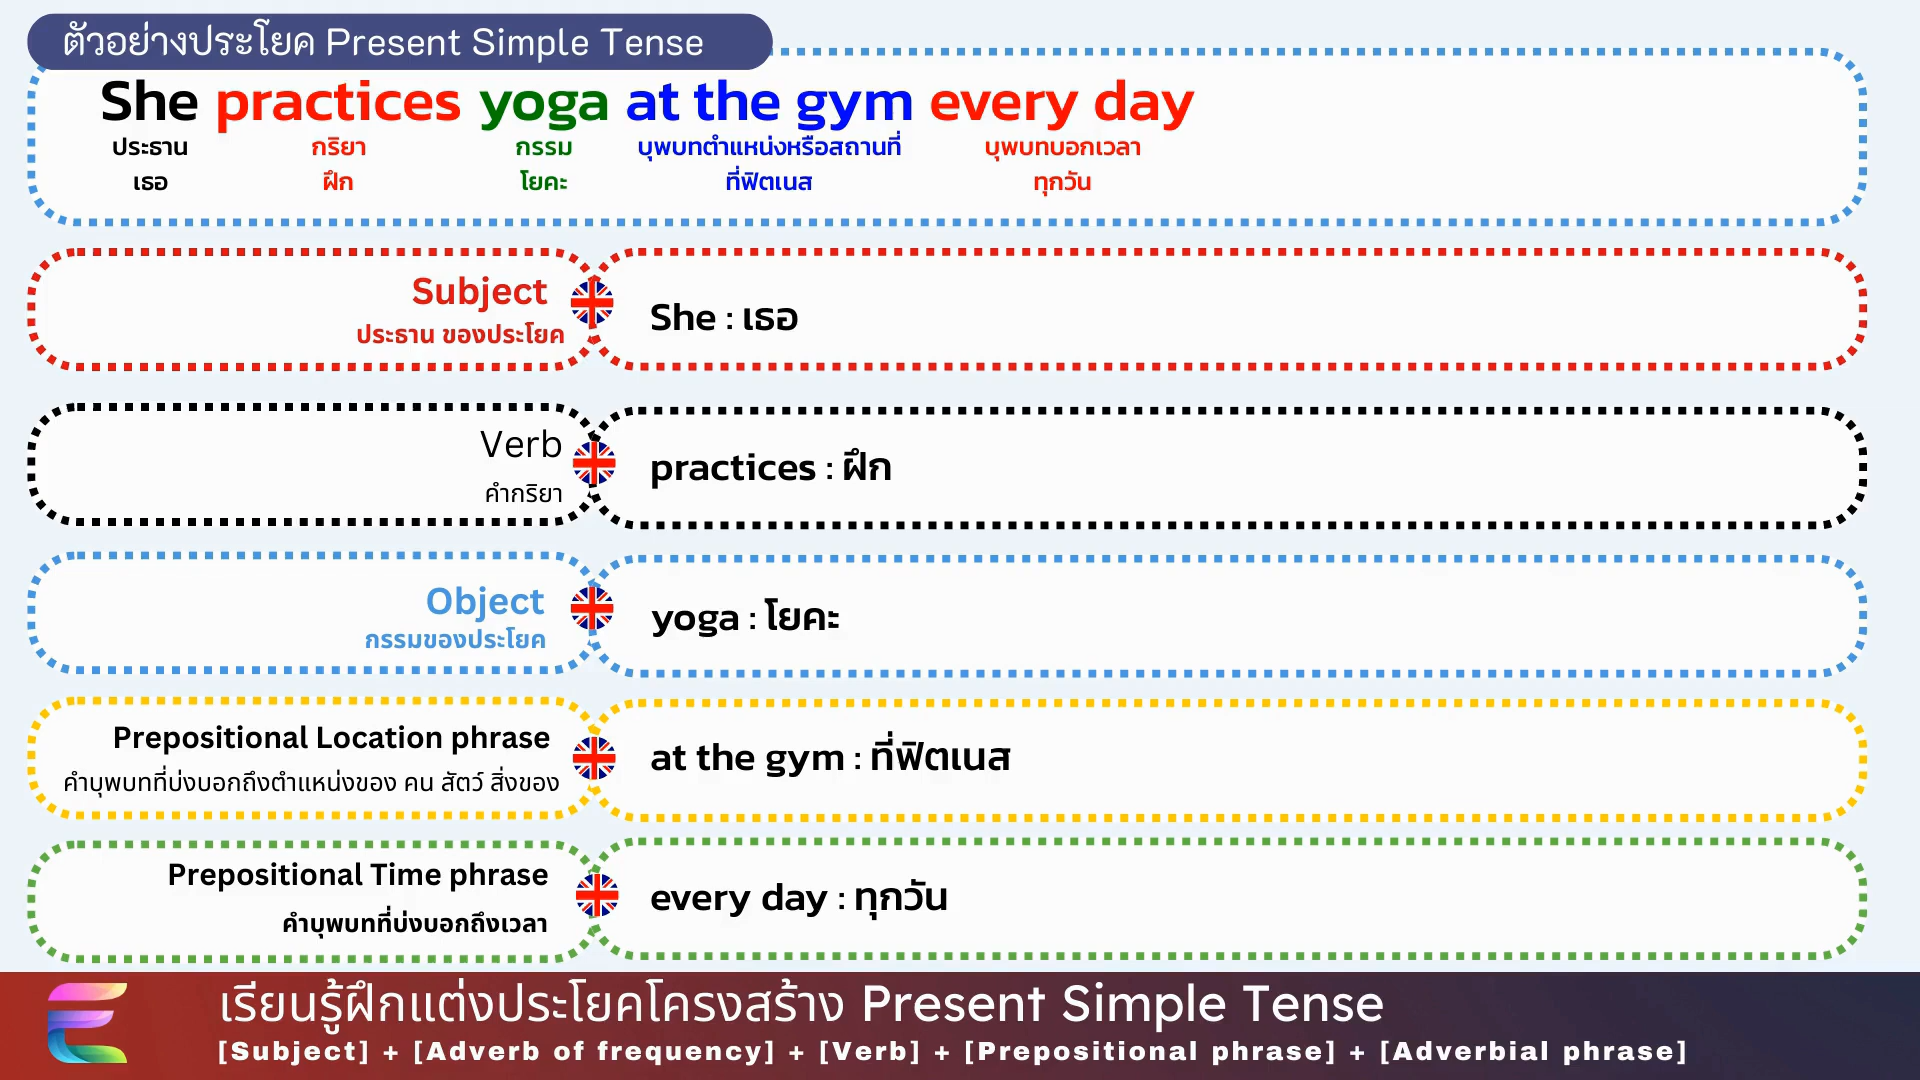 ตัวอย่างประโยค Present Simple Tense
She practices yoga at the gym every day
ประธาน กริยา กรรม บุพบทตำแหน่งหรือสถานที่ บุพบทบอกเวลา
เธอ ฝึก โยคะ ที่ฟิตเนส ทุกวัน
Subject
ประธาน ของประโยค
She : เธอ
Verb
คำกริยา
practices : ฝึก
Object
กรรมของประโยค
yoga : โยคะ
Prepositional Location phrase
คำบุพบทที่บ่งบอกถึงตำแหน่งของ คน สัตว์ สิ่งของ
at the gym : ที่ฟิตเนส
Prepositional Time phrase
คำบุพบทที่บ่งบอกถึงเวลา
every day : ทุกวัน
เรียนรู้ฝึกแต่งประโยคโครงสร้าง Present Simple Tense
[Subject] + [Adverb of frequency] + [Verb] + [Prepositional phrase] + [Adverbial phrase]